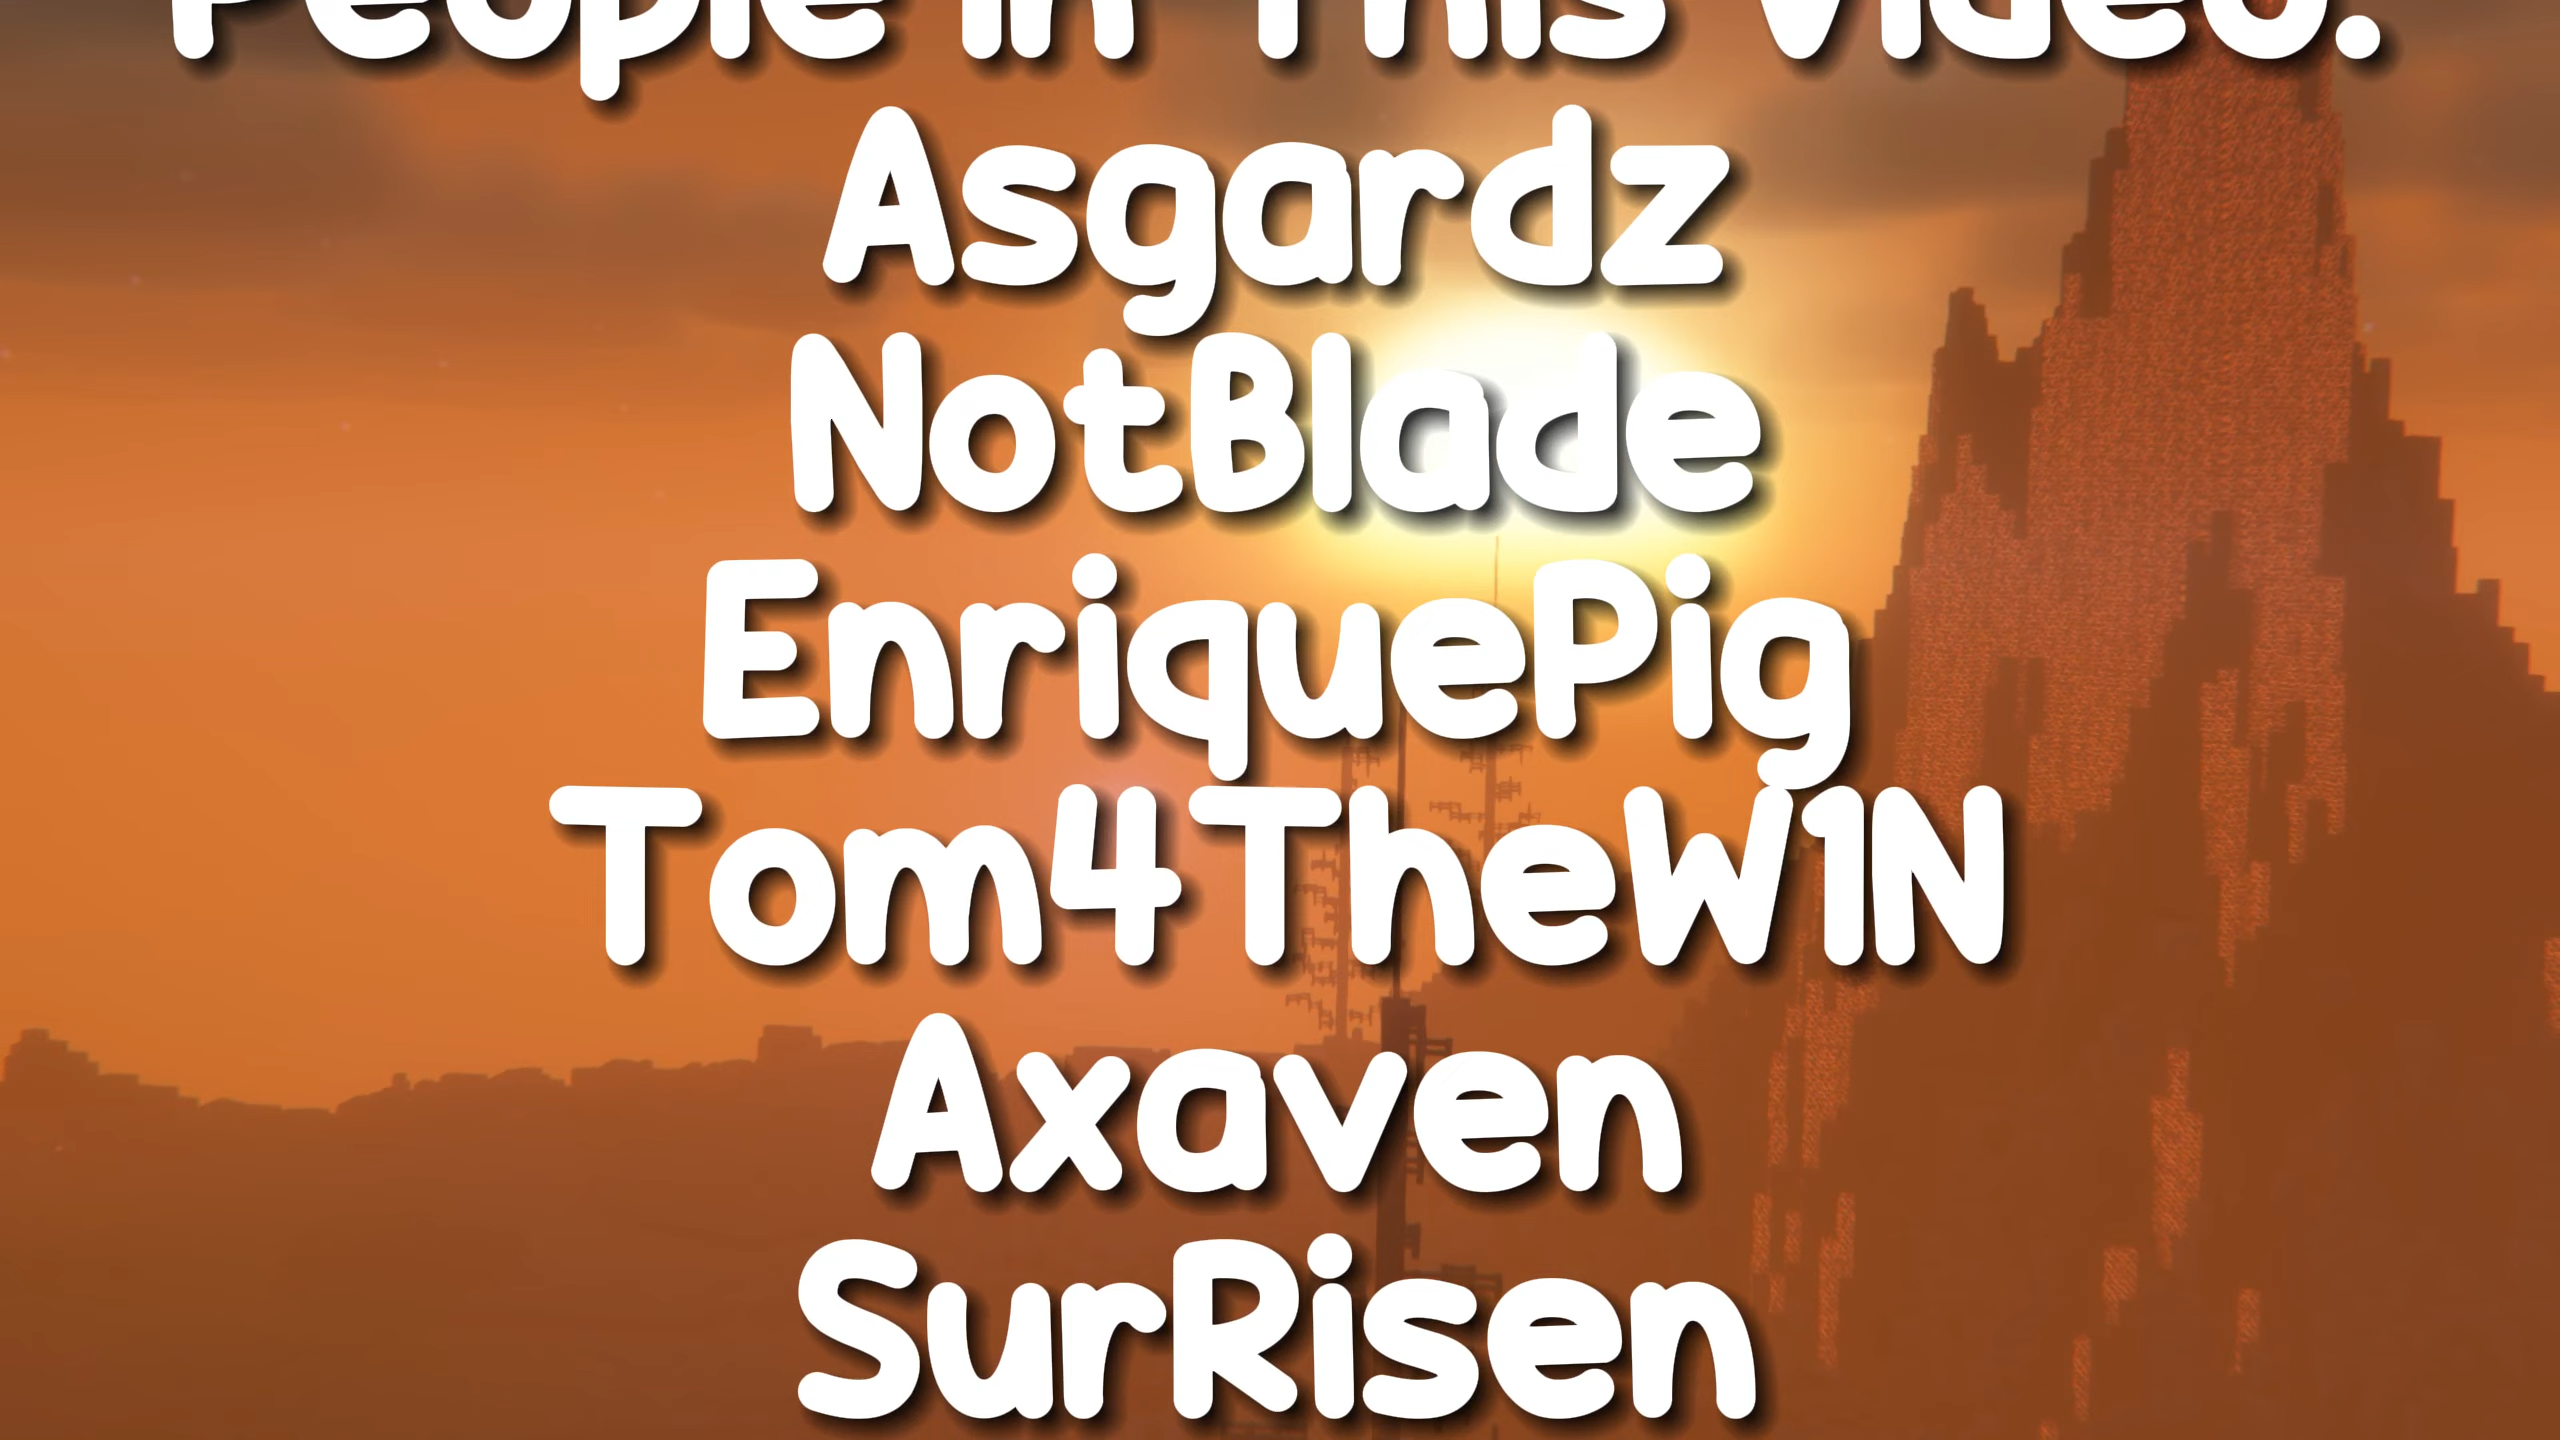 People In This Video.
Asgardz
NotBlade
EnriquePig
Tom4TheW1N
Axaven
SurRisen